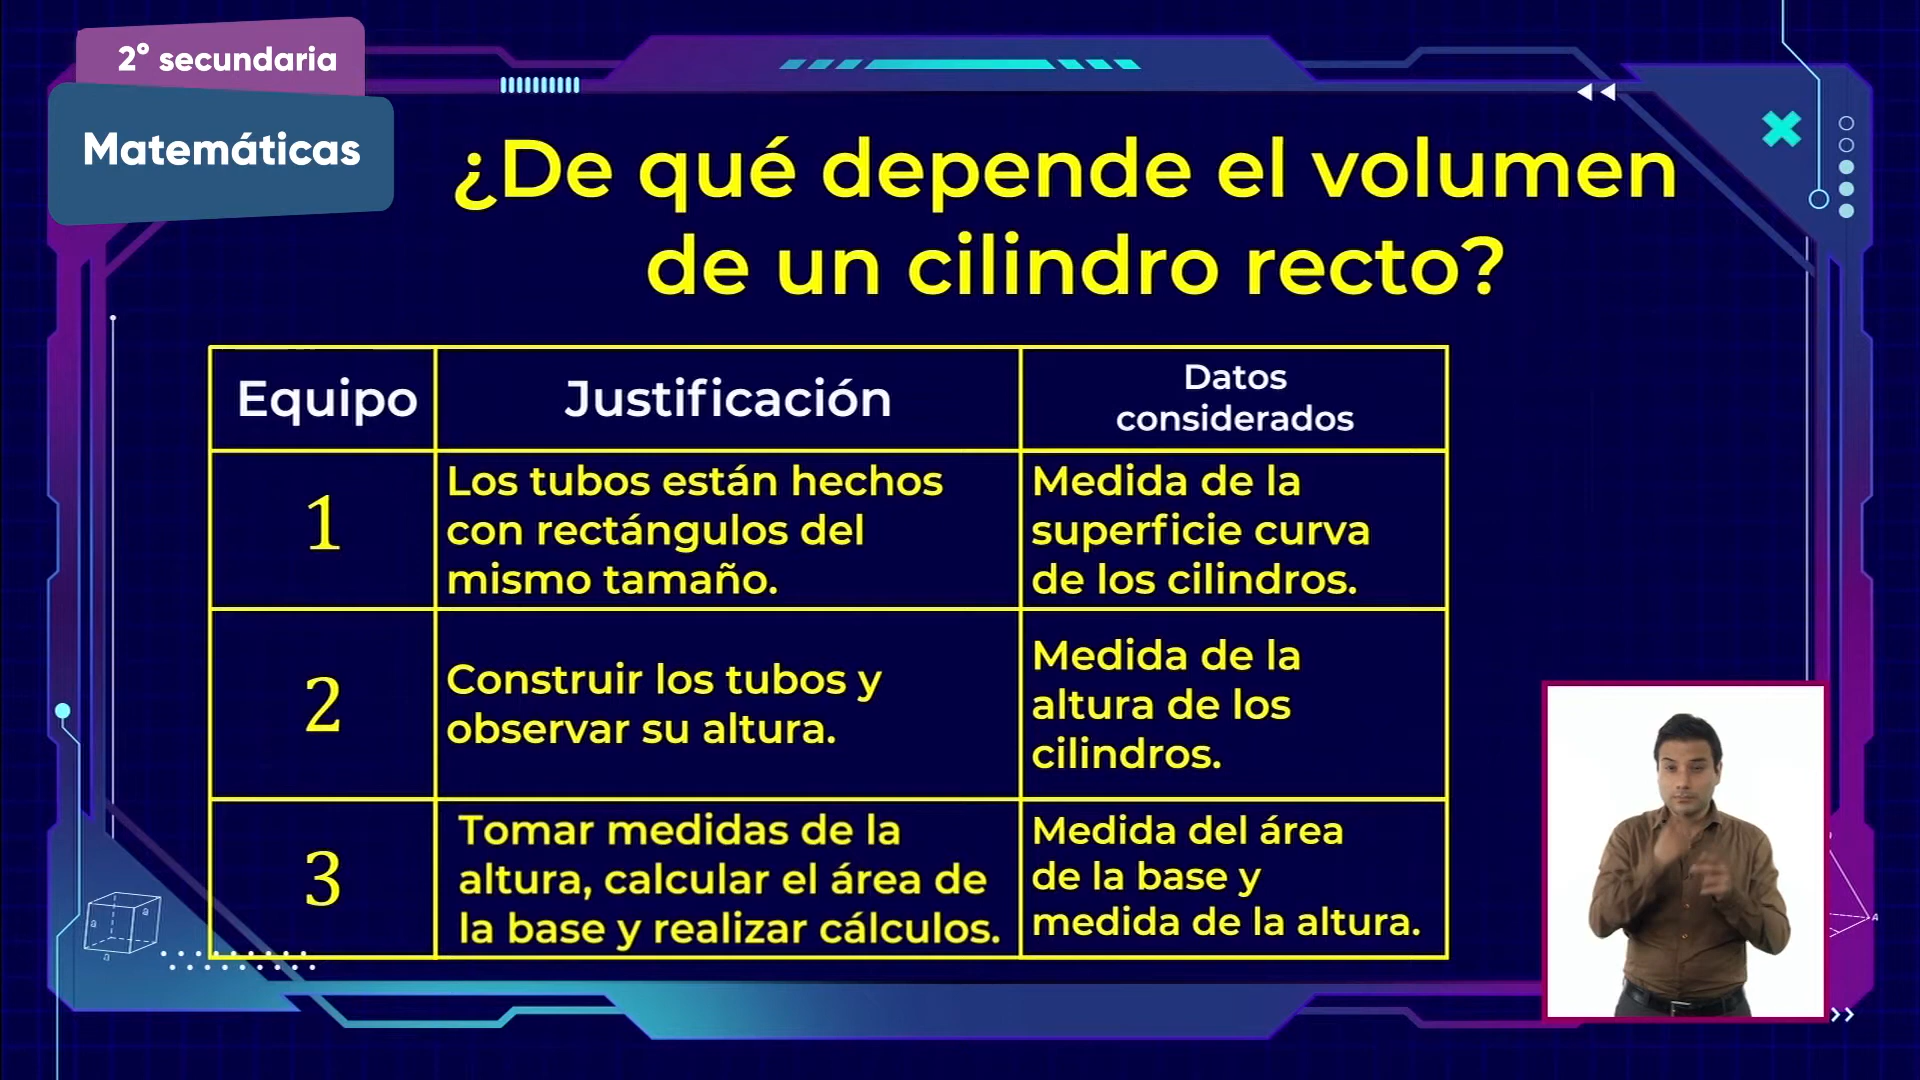 2° secundaria
Matemáticas
¿De qué depende el volumen
de un cilindro recto?
Equipo
Justificación
Datos
considerados
1
Los tubos están hechos
con rectángulos del
mismo tamaño.
Medida de la
superficie curva
de los cilindros.
2
Construir los tubos y
observar su altura.
Medida de la
altura de los
cilindros.
3
Tomar medidas de la
altura, calcular el área de
la base y realizar cálculos.
Medida del área
de la base y
medida de la altura.
a
a
a